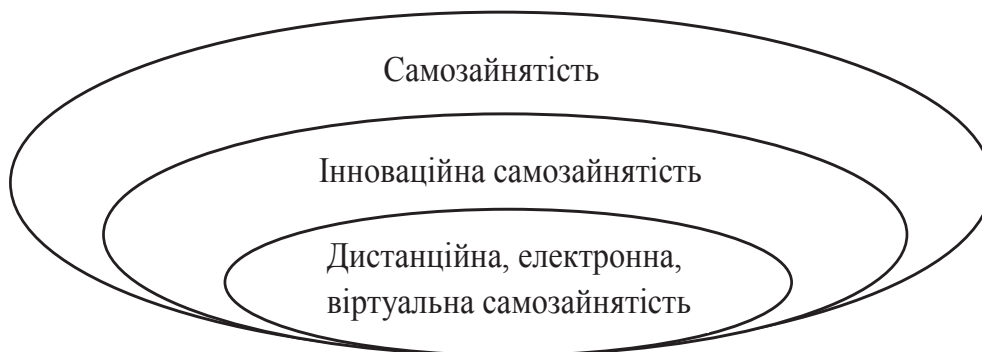 Самозайнятість
Інноваційна самозайнятість
Дистанційна, електронна,
віртуальна самозайнятість